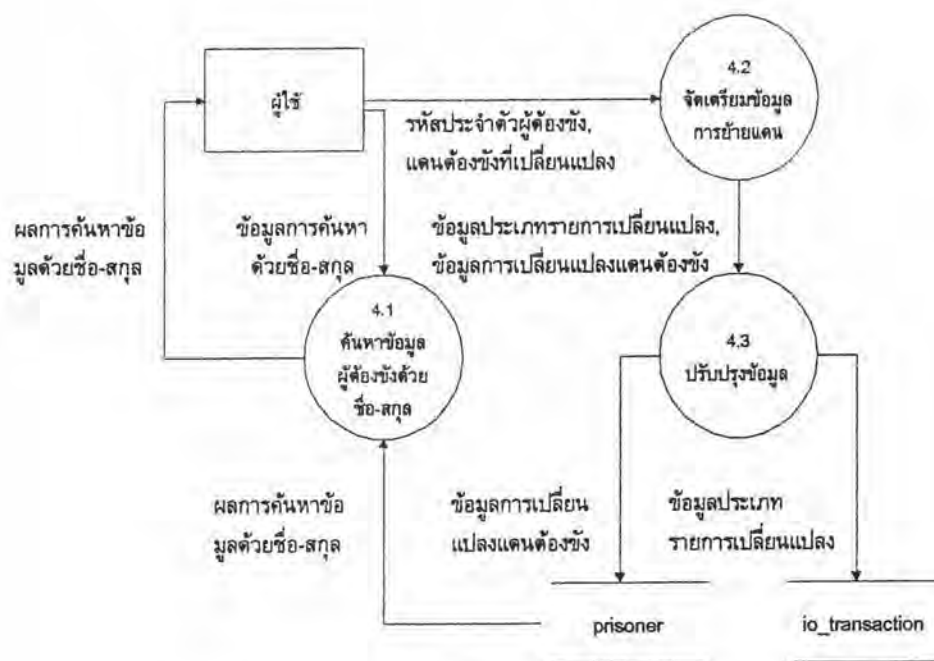 ผู้ใช้
4.2
จัดเตรียมข้อมูล
การย้ายแดน
รหัสประจำตัวผู้ต้องขัง,
แดนต้องขังที่เปลี่ยนแปลง
ผลการค้นหาข้อ
มูลด้วยชื่อ-สกุล
ข้อมูลการค้นหา
ด้วยชื่อ-สกุล
ข้อมูลประเภทรายการเปลี่ยนแปลง,
ข้อมูลการเปลี่ยนแปลงแดนต้องขัง
4.1
ค้นหาข้อมูล
ผู้ต้องขังด้วย
ชื่อ-สกุล
4.3
ปรับปรุงข้อมูล
ผลการค้นหาข้อ
มูลด้วยชื่อ-สกุล
ข้อมูลการเปลี่ยน
แปลงแดนต้องขัง
ข้อมูลประเภท
รายการเปลี่ยนแปลง
prisoner
io_transaction